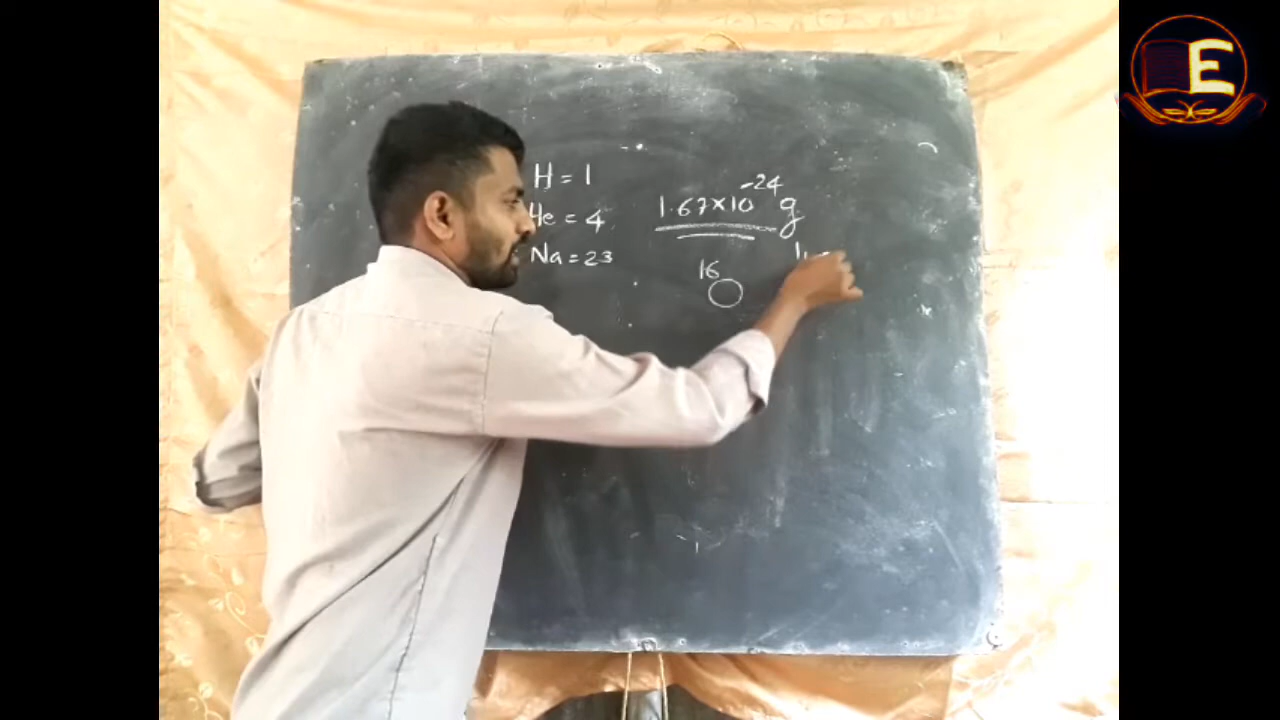 H = 1
He = 4
Na = 23
1.67×10⁻²⁴ g
16
E